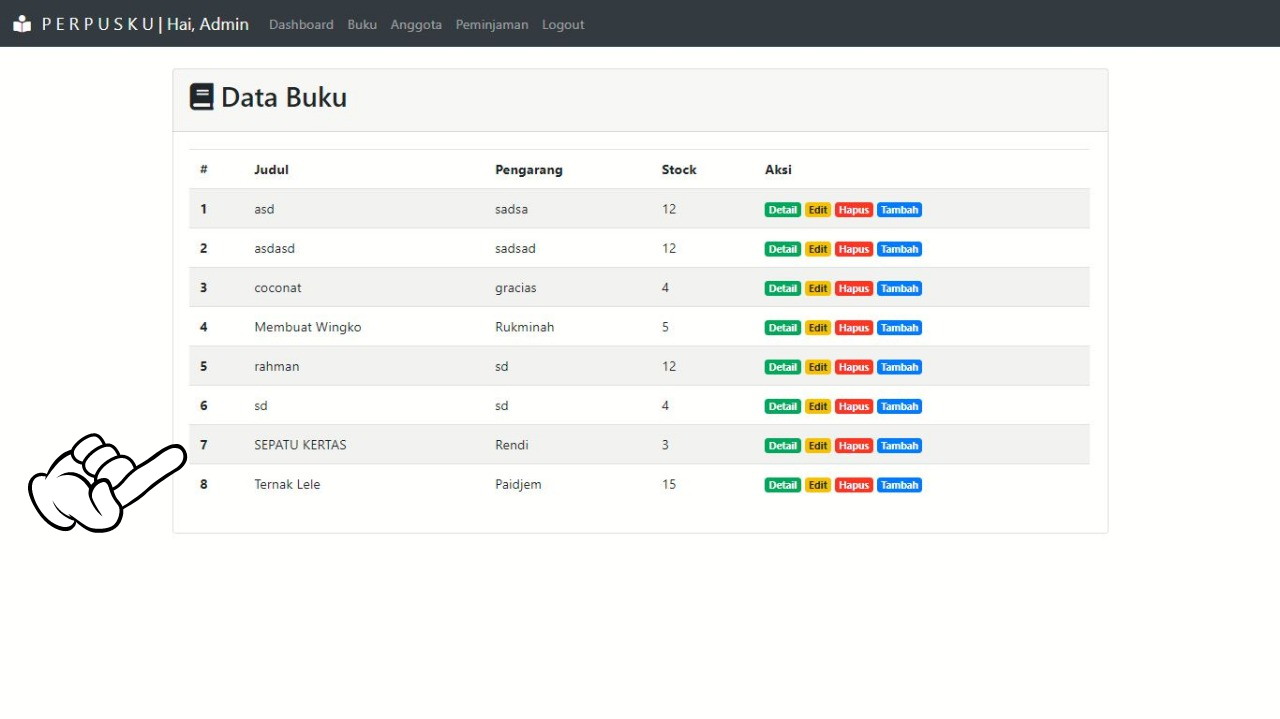 P E R P U S K U | Hai, Admin Dashboard Buku Anggota Peminjaman Logout
Data Buku
# Judul Pengarang Stock Aksi
1 asd sadsa 12 Detail Edit Hapus Tambah
2 asdasd sadsad 12 Detail Edit Hapus Tambah
3 coconat gracias 4 Detail Edit Hapus Tambah
4 Membuat Wingko Rukminah 5 Detail Edit Hapus Tambah
5 rahman sd 12 Detail Edit Hapus Tambah
6 sd sd 4 Detail Edit Hapus Tambah
7 SEPATU KERTAS Rendi 3 Detail Edit Hapus Tambah
8 Ternak Lele Paidjem 15 Detail Edit Hapus Tambah